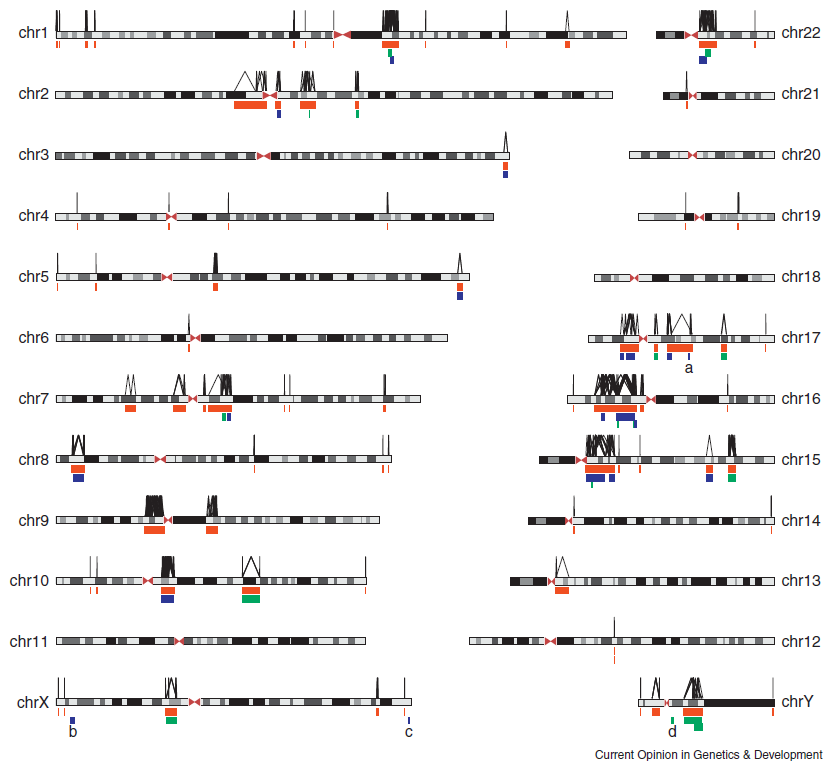 chr1 chr22
chr2 chr21
chr3 chr20
chr4 chr19
chr5 chr18
chr6 chr17
a
chr7 chr16
chr8 chr15
chr9 chr14
chr10 chr13
chr11 chr12
chrX chrY
b c d
Current Opinion in Genetics & Development